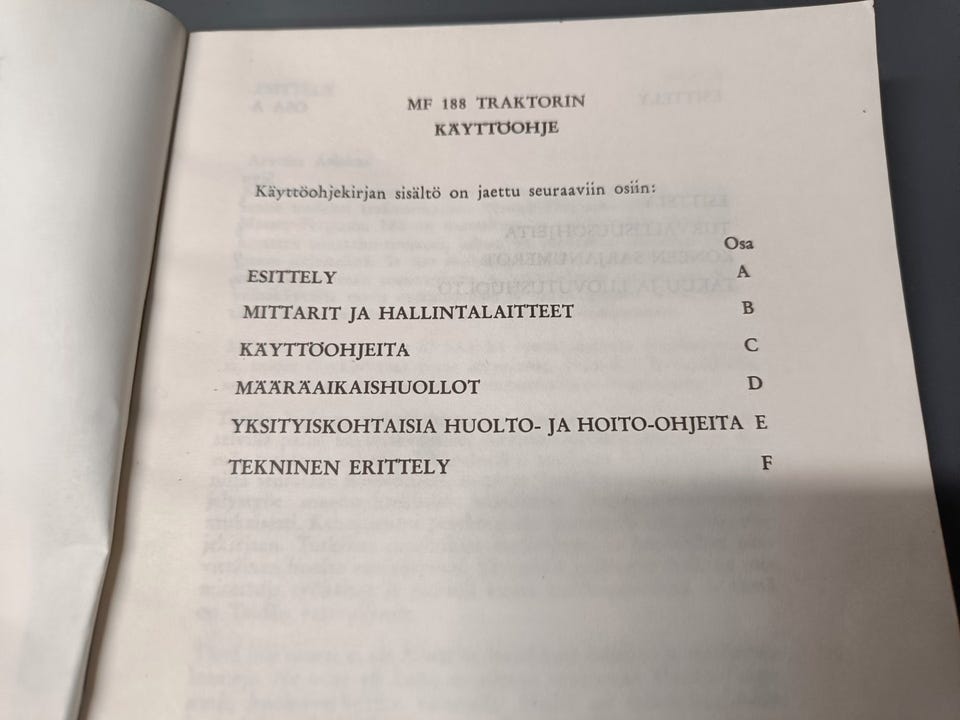 MF 188 TRAKTORIN
KÄYTTÖOHJE
Käyttöohjekirjan sisältö on jaettu seuraaviin osiin:
Osa
ESITTELY A
MITTARIT JA HALLINTALAITTEET B
KÄYTTÖOHJEITA C
MÄÄRÄAIKAISHUOLLOT D
YKSITYISKOHTAISIA HUOLTO- JA HOITO-OHJEITA E
TEKNINEN ERITTELY F